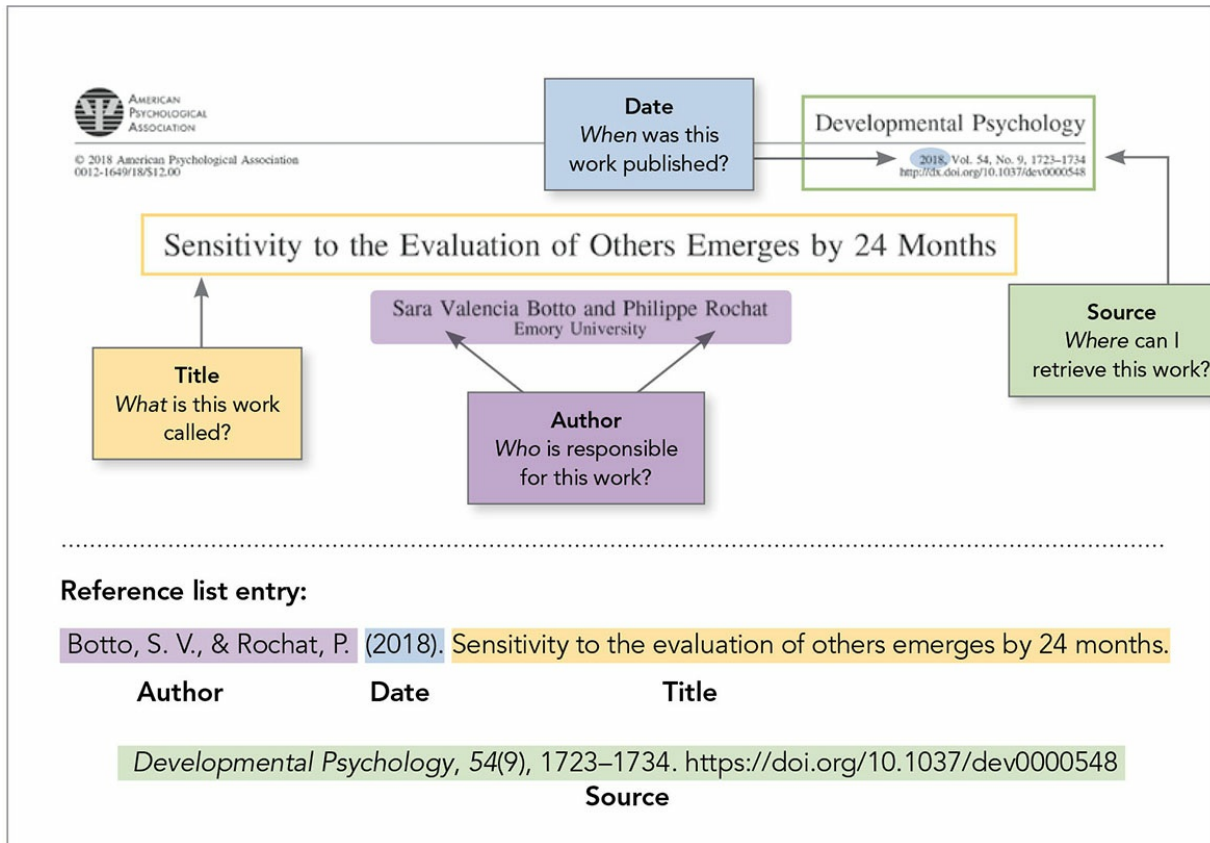 AMERICAN
PSYCHOLOGICAL
ASSOCIATION
© 2018 American Psychological Association
0012-1649/18/$12.00
Date
When was this
work published?
Developmental Psychology
2018, Vol. 54, No. 9, 1723–1734
http://dx.doi.org/10.1037/dev0000548
Sensitivity to the Evaluation of Others Emerges by 24 Months
Sara Valencia Botto and Philippe Rochat
Emory University
Title
What is this work
called?
Author
Who is responsible
for this work?
Source
Where can I
retrieve this work?
Reference list entry:
Botto, S. V., & Rochat, P. (2018). Sensitivity to the evaluation of others emerges by 24 months.
Author Date Title
Developmental Psychology, 54(9), 1723–1734. https://doi.org/10.1037/dev0000548
Source